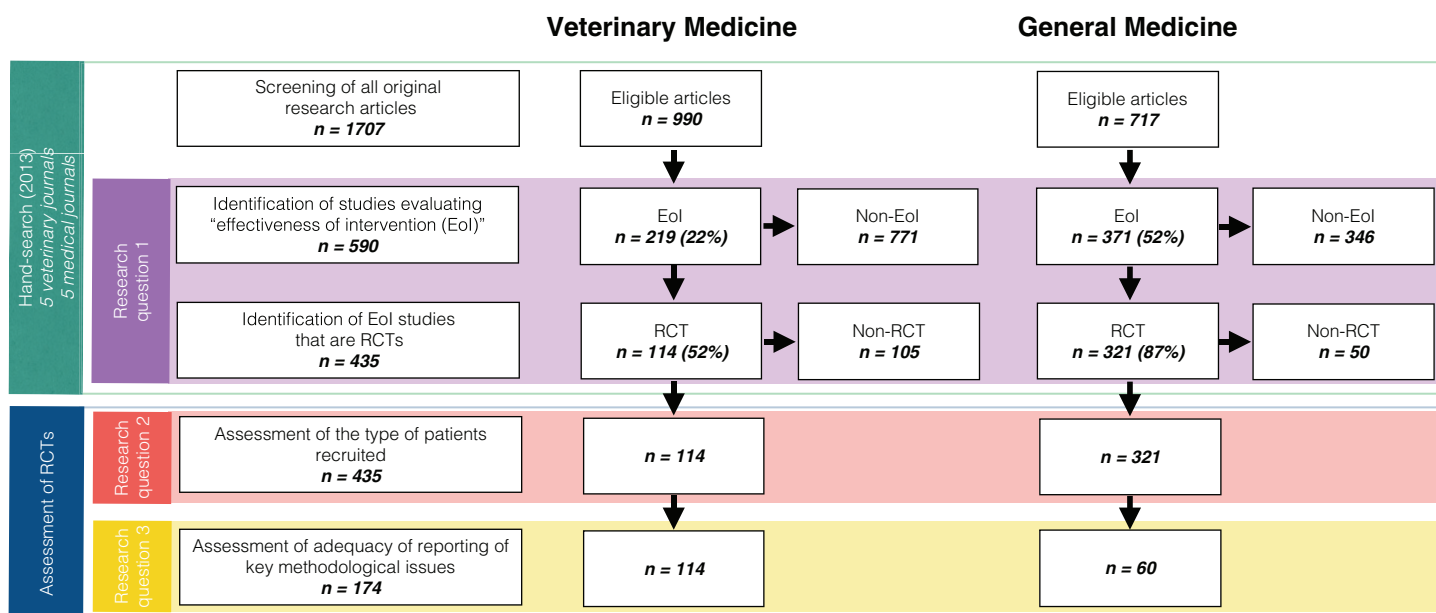 Veterinary Medicine
General Medicine
Hand-search (2013)
5 veterinary journals
5 medical journals
Screening of all original
research articles
n = 1707
Eligible articles
n = 990
Eligible articles
n = 717
Research
question 1
Identification of studies evaluating
“effectiveness of intervention (EoI)”
n = 590
EoI
n = 219 (22%)
Non-EoI
n = 771
EoI
n = 371 (52%)
Non-EoI
n = 346
Identification of EoI studies
that are RCTs
n = 435
RCT
n = 114 (52%)
Non-RCT
n = 105
RCT
n = 321 (87%)
Non-RCT
n = 50
Assessment of RCTs
Research
question 2
Assessment of the type of patients
recruited
n = 435
n = 114
n = 321
Research
question 3
Assessment of adequacy of reporting of
key methodological issues
n = 174
n = 114
n = 60